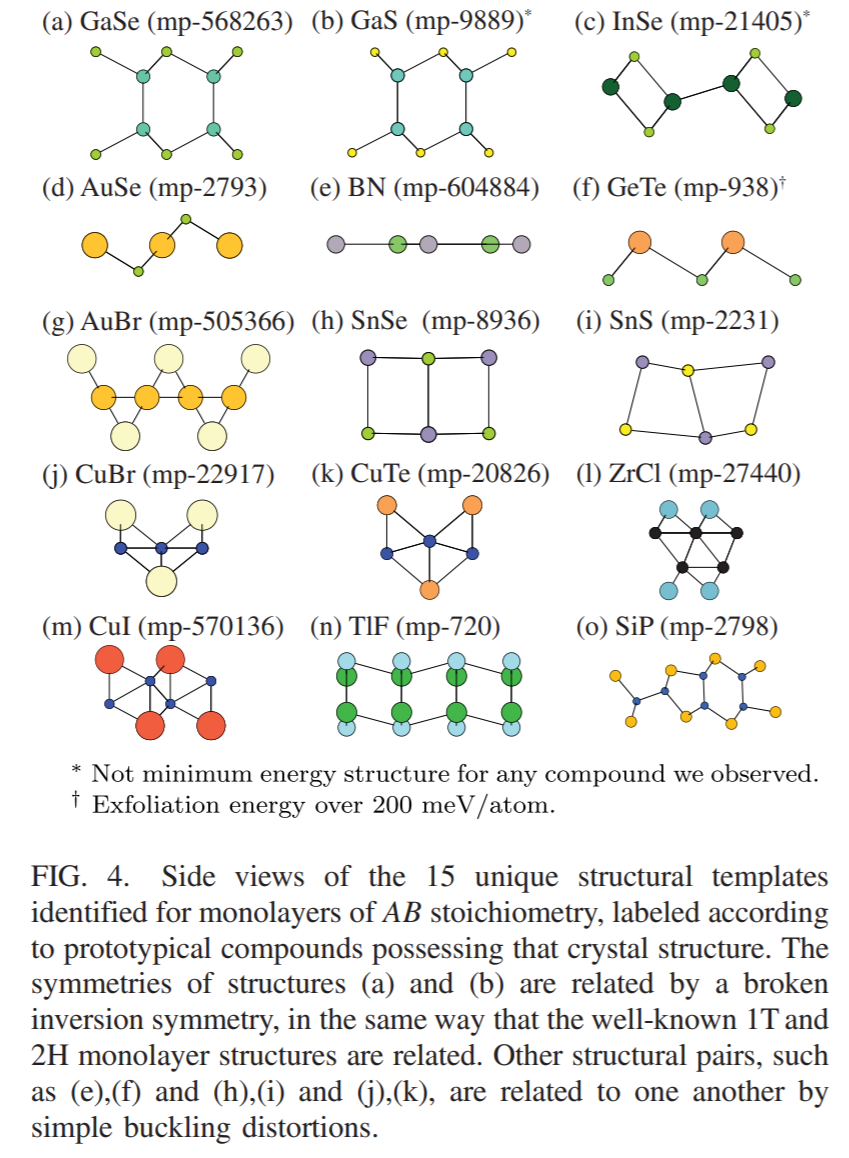 (a) GaSe (mp-568263) (b) GaS (mp-9889)* (c) InSe (mp-21405)*
(d) AuSe (mp-2793) (e) BN (mp-604884) (f) GeTe (mp-938)†
(g) AuBr (mp-505366) (h) SnSe (mp-8936) (i) SnS (mp-2231)
(j) CuBr (mp-22917) (k) CuTe (mp-20826) (l) ZrCl (mp-27440)
(m) CuI (mp-570136) (n) TlF (mp-720) (o) SiP (mp-2798)
* Not minimum energy structure for any compound we observed.
† Exfoliation energy over 200 meV/atom.
FIG. 4. Side views of the 15 unique structural templates
identified for monolayers of AB stoichiometry, labeled according
to prototypical compounds possessing that crystal structure. The
symmetries of structures (a) and (b) are related by a broken
inversion symmetry, in the same way that the well-known 1T and
2H monolayer structures are related. Other structural pairs, such
as (e),(f) and (h),(i) and (j),(k), are related to one another by
simple buckling distortions.